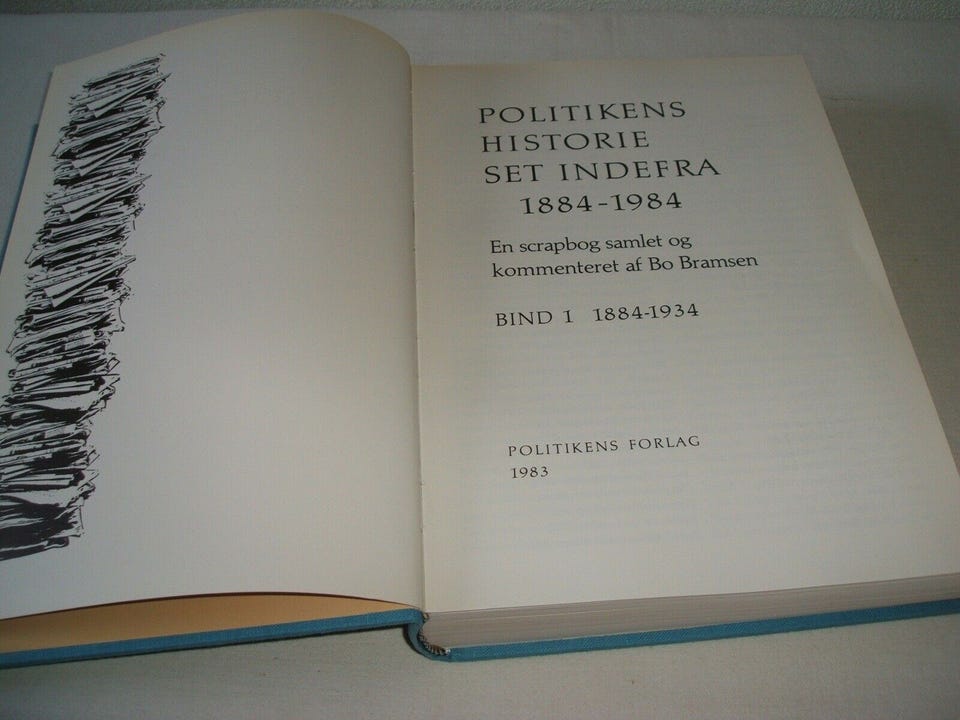 POLITIKENS
HISTORIE
SET INDEFRA
1884-1984
En scrapbog samlet og
kommenteret af Bo Bramsen
BIND 1 1884-1934
POLITIKENS FORLAG
1983